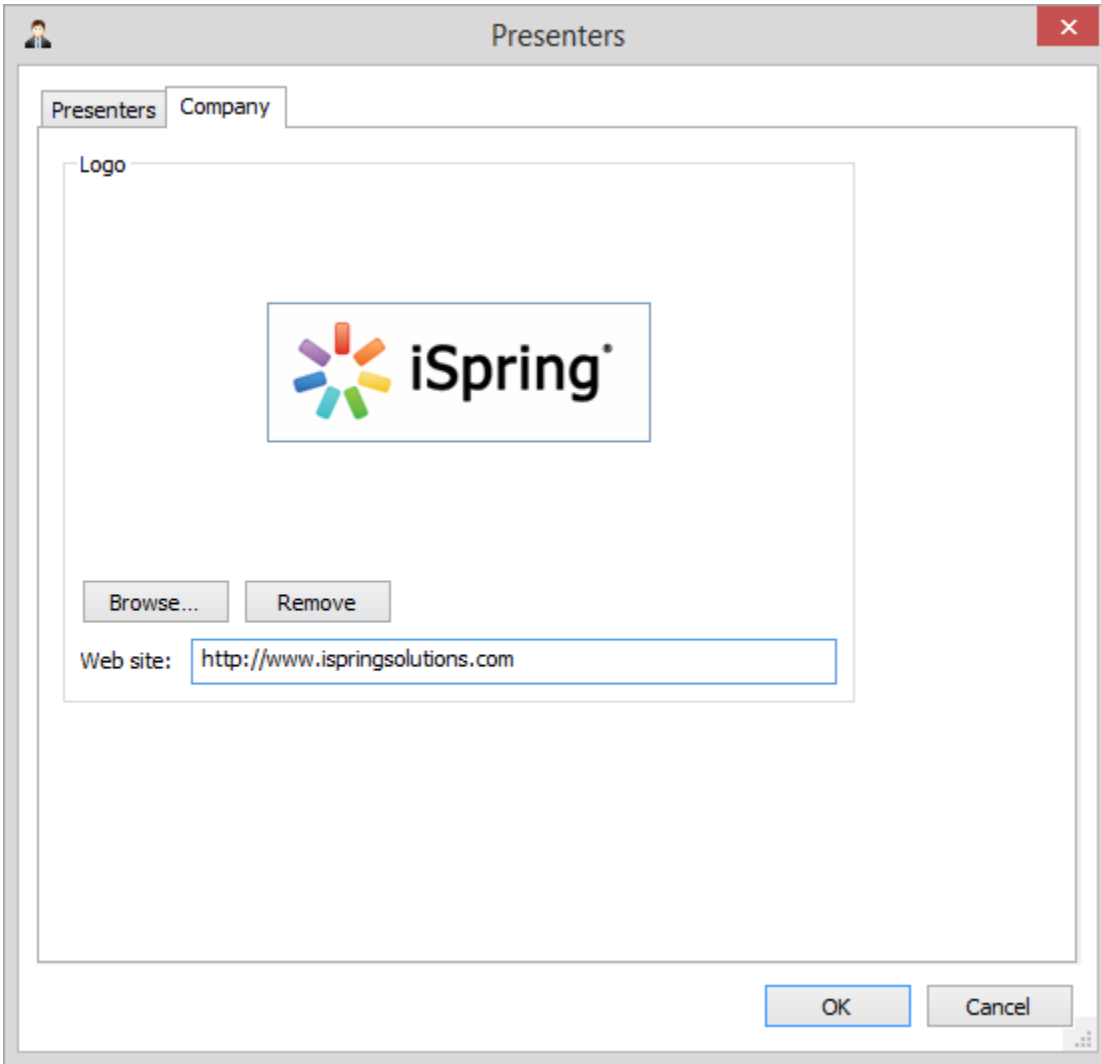 Presenters
Presenters Company
Logo
iSpring®
Browse... Remove
Web site: http://www.ispringsolutions.com
OK Cancel